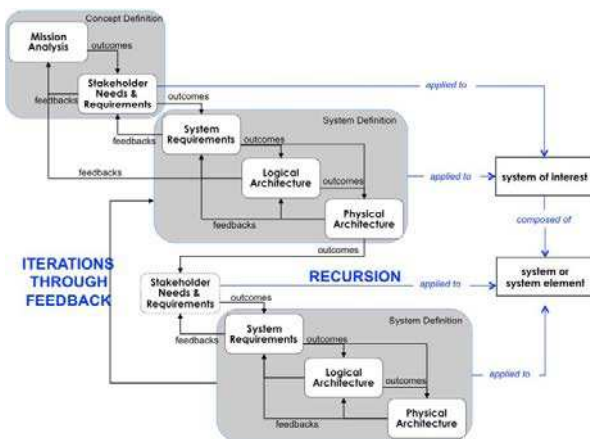 Concept Definition
Mission
Analysis
outcomes
Stakeholder
Needs &
Requirements
feedbacks
outcomes
applied to
System Definition
System
Requirements
feedbacks
outcomes
feedbacks
Logical
Architecture
outcomes
applied to
system of interest
Physical
Architecture
feedbacks
composed of
outcomes
ITERATIONS
THROUGH
FEEDBACK
RECURSION
Stakeholder
Needs &
Requirements
applied to
system or
system element
outcomes
System Definition
System
Requirements
feedbacks
outcomes
Logical
Architecture
outcomes
applied to
Physical
Architecture
feedbacks